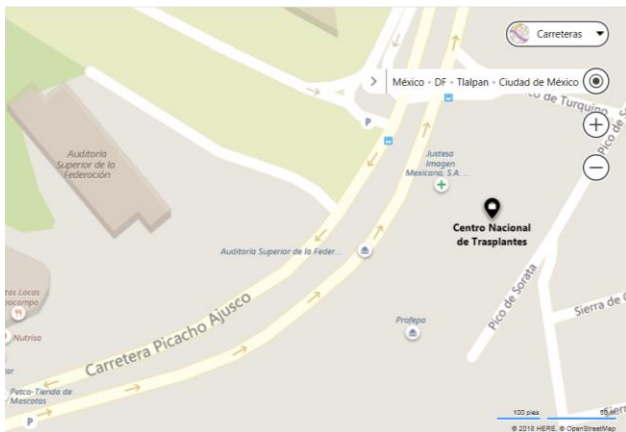 Carreteras
México - DF - Tlalpan - Ciudad de México
Pico de Turquino
Pico de S
P
Auditoría
Superior de la
Federación
Justesa
Imagen
Mexicana, S.A. ...
Centro Nacional
de Trasplantes
Auditoría Superior de la Feder...
Pico de Sorata
Sierra de
Profepa
Carretera Picacho Ajusco
Nutrisa
Petco-Tienda de
Mascotas
P
100 pies
© 2018 HERE, © OpenStreetMap